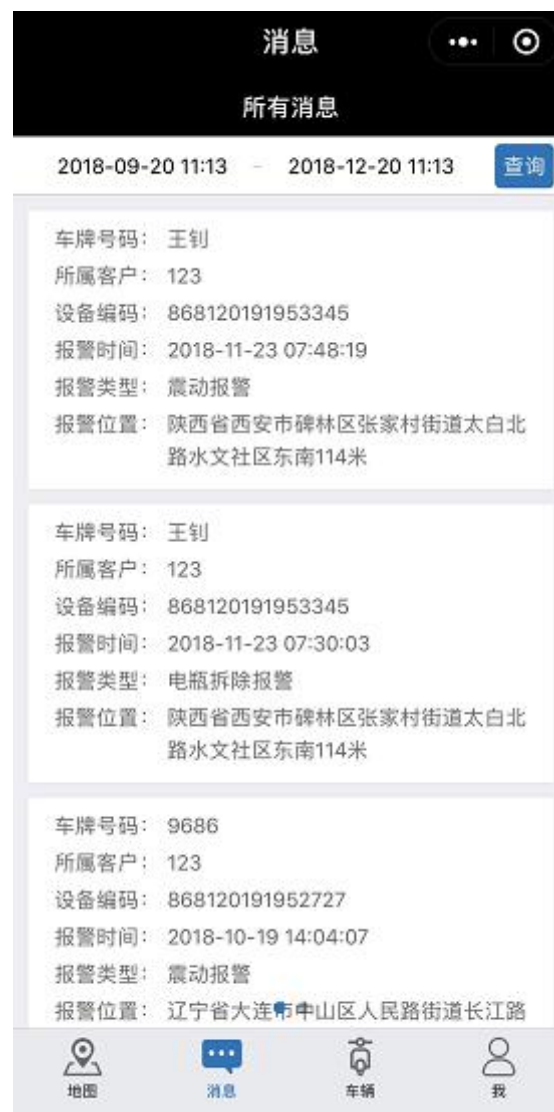 消息
所有消息
2018-09-20 11:13 - 2018-12-20 11:13 查询
车牌号码： 王钊
所属客户： 123
设备编码： 868120191953345
报警时间： 2018-11-23 07:48:19
报警类型： 震动报警
报警位置： 陕西省西安市碑林区张家村街道太白北
路水文社区东南114米
车牌号码： 王钊
所属客户： 123
设备编码： 868120191953345
报警时间： 2018-11-23 07:30:03
报警类型： 电瓶拆除报警
报警位置： 陕西省西安市碑林区张家村街道太白北
路水文社区东南114米
车牌号码： 9686
所属客户： 123
设备编码： 868120191952727
报警时间： 2018-10-19 14:04:07
报警类型： 震动报警
报警位置： 辽宁省大连市中山区人民路街道长江路
地图 消息 车辆 我